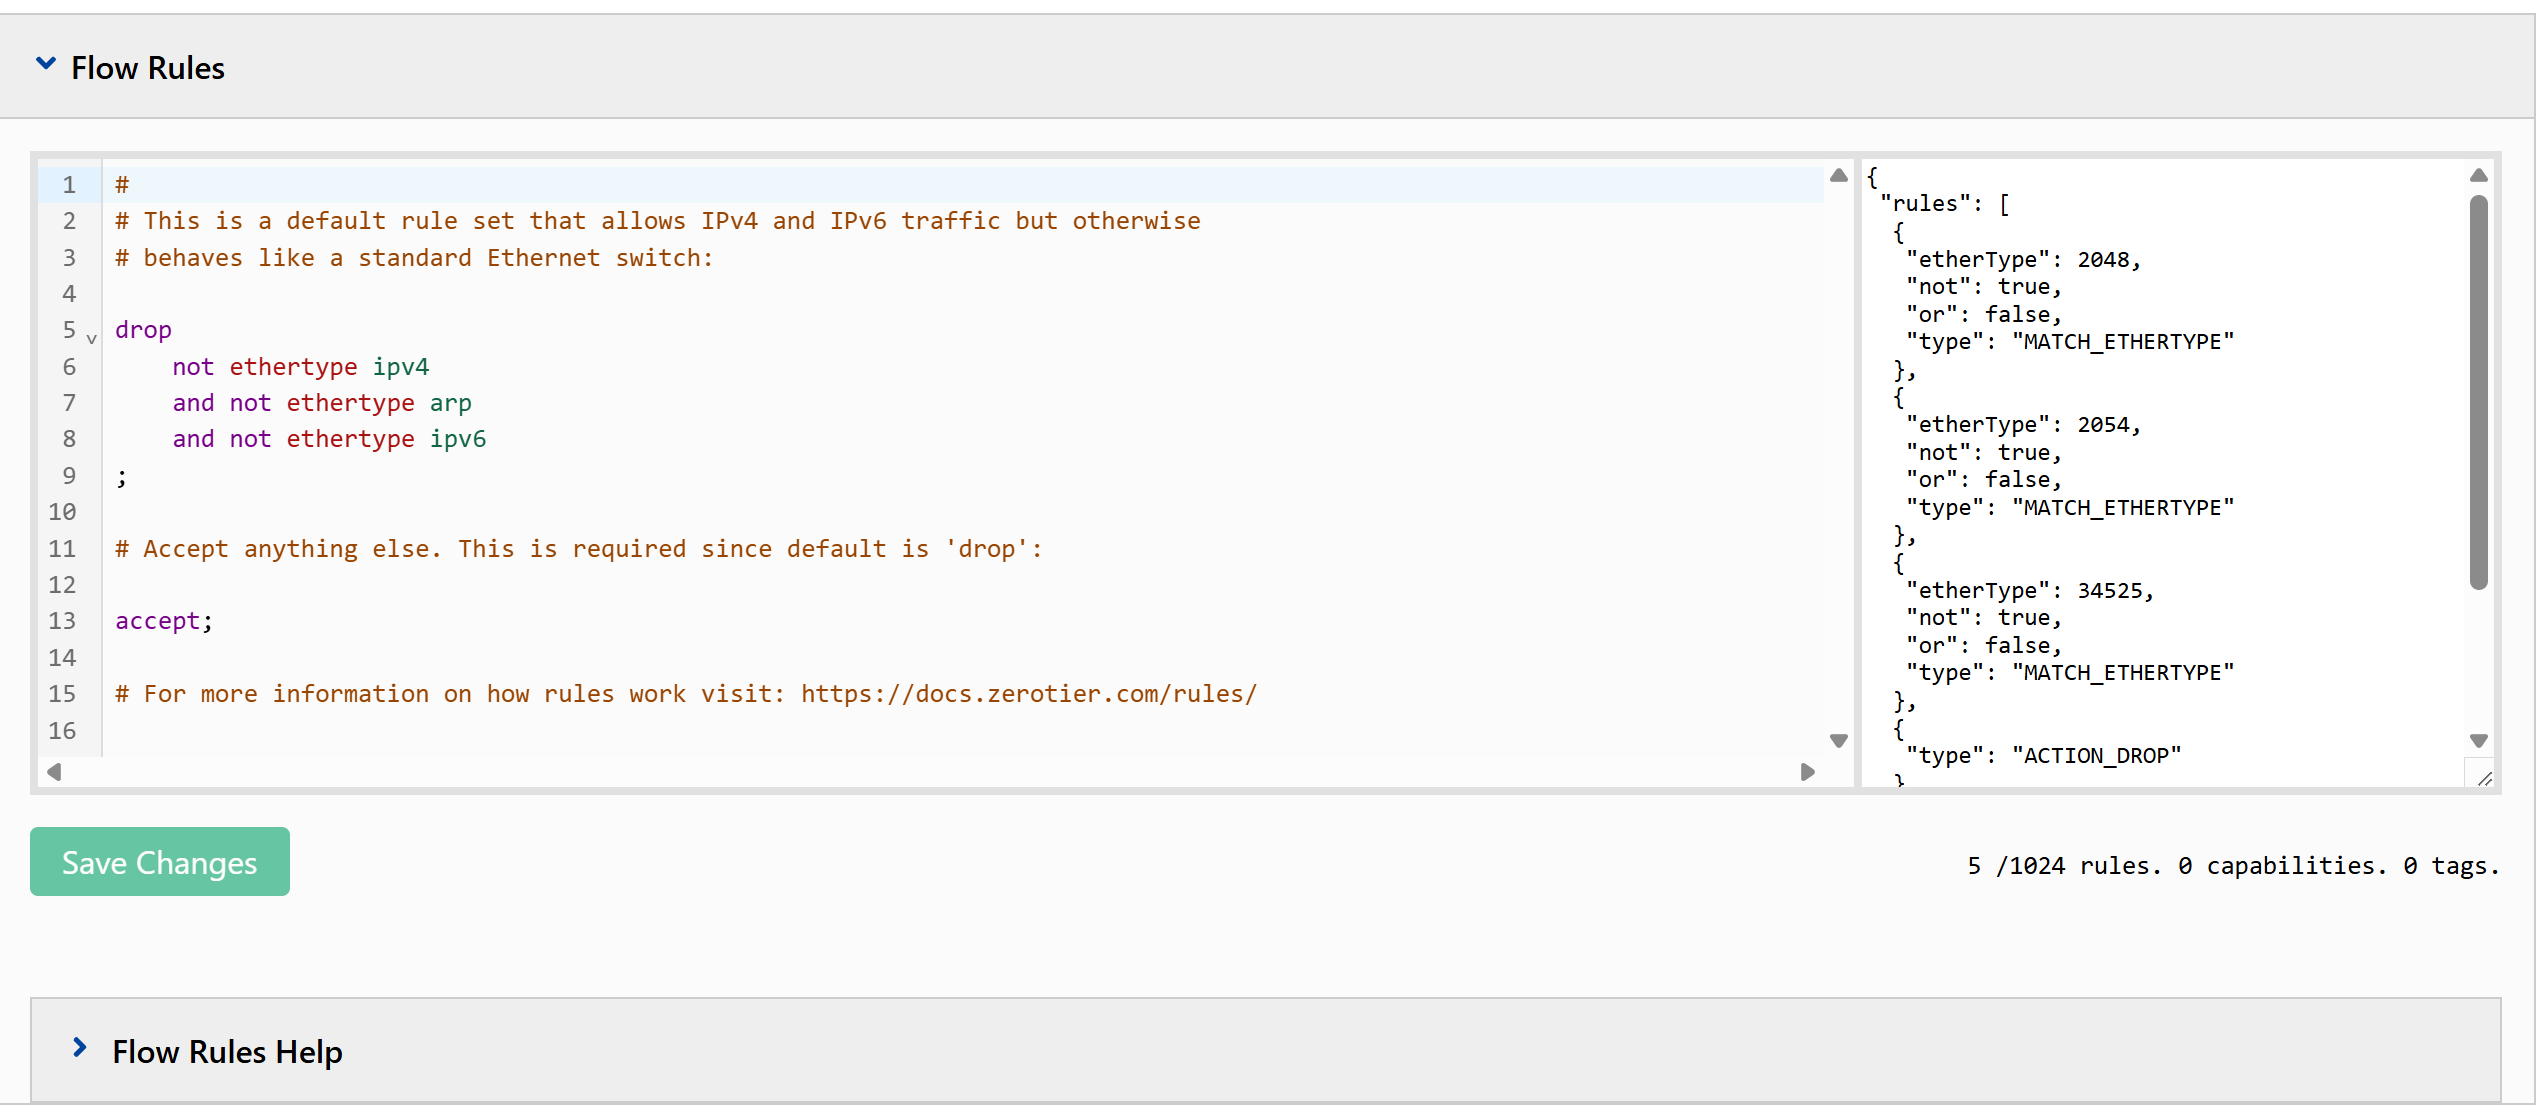 Flow Rules
1 #
2 # This is a default rule set that allows IPv4 and IPv6 traffic but otherwise
3 # behaves like a standard Ethernet switch:
4
5 drop
6     not ethertype ipv4
7     and not ethertype arp
8     and not ethertype ipv6
9 ;
10
11 # Accept anything else. This is required since default is 'drop':
12
13 accept;
14
15 # For more information on how rules work visit: https://docs.zerotier.com/rules/
16
{
 "rules": [
  {
   "etherType": 2048,
   "not": true,
   "or": false,
   "type": "MATCH_ETHERTYPE"
  },
  {
   "etherType": 2054,
   "not": true,
   "or": false,
   "type": "MATCH_ETHERTYPE"
  },
  {
   "etherType": 34525,
   "not": true,
   "or": false,
   "type": "MATCH_ETHERTYPE"
  },
  {
   "type": "ACTION_DROP"
  }
Save Changes
5 /1024 rules. 0 capabilities. 0 tags.
Flow Rules Help